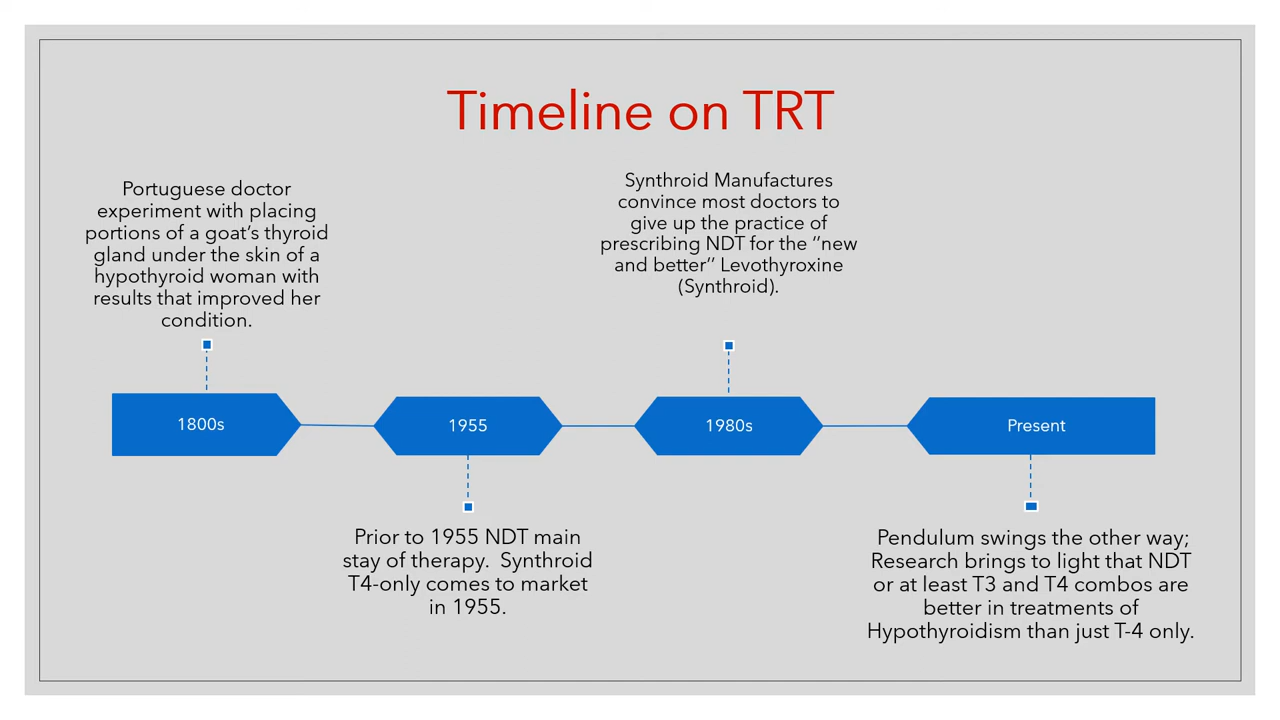 Timeline on TRT
Portuguese doctor
experiment with placing
portions of a goat’s thyroid
gland under the skin of a
hypothyroid woman with
results that improved her
condition.
Synthroid Manufactures
convince most doctors to
give up the practice of
prescribing NDT for the “new
and better” Levothyroxine
(Synthroid).
1800s
1955
1980s
Present
Prior to 1955 NDT main
stay of therapy.  Synthroid
T4-only comes to market
in 1955.
Pendulum swings the other way;
Research brings to light that NDT
or at least T3 and T4 combos are
better in treatments of
Hypothyroidism than just T-4 only.